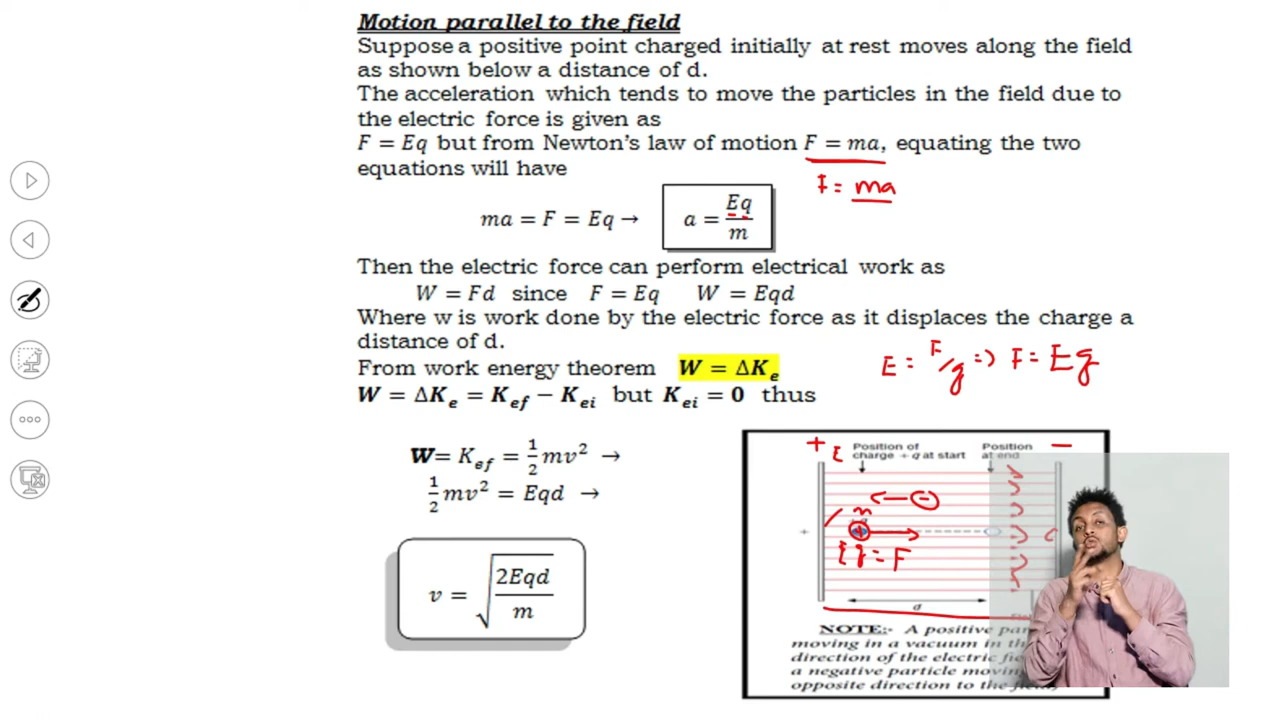 Motion parallel to the field
Suppose a positive point charged initially at rest moves along the field
as shown below a distance of d.
The acceleration which tends to move the particles in the field due to
the electric force is given as
F = Eq but from Newton's law of motion F = ma, equating the two
equations will have
F = ma
ma = F = Eq → a = Eq/m
Then the electric force can perform electrical work as
W = Fd since F = Eq W = Eqd
Where w is work done by the electric force as it displaces the charge a
distance of d.
From work energy theorem W = ΔKₑ
E = F/q => F = Eq
W = ΔKₑ = Kₑf − Kₑi but Kₑi = 0 thus
W= Kₑf = 1/2 mv² →
1/2 mv² = Eqd →
v = √(2Eqd/m)
+ E Position of Position −
charge + q at start at end
−
m
+ +
Eq = F
d
NOTE:- A positive par
moving in a vacuum in th
direction of the electric fie
a negative particle movin
opposite direction to the field,